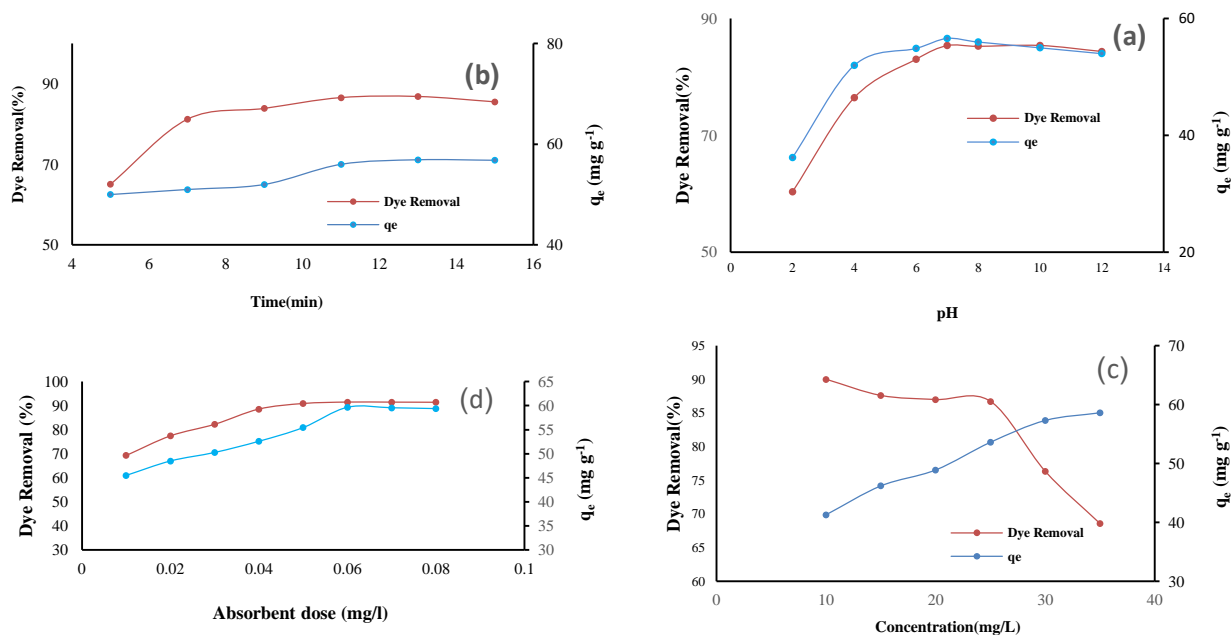 (b)
80
60
40
90
70
50
Dye Removal(%)
qe (mg g-1)
Dye Removal
qe
4 6 8 10 12 14 16
Time(min)
(a)
90
70
50
60
40
20
Dye Removal(%)
qe (mg g-1)
Dye Removal
qe
0 2 4 6 8 10 12 14
pH
(d)
100
90
80
70
60
50
40
30
65
60
55
50
45
40
35
30
Dye Removal (%)
qe (mg g-1)
0 0.02 0.04 0.06 0.08 0.1
Absorbent dose (mg/l)
(c)
95
90
85
80
75
70
65
60
70
60
50
40
30
Dye Removal(%)
qe (mg g-1)
Dye Removal
qe
0 10 20 30 40
Concentration(mg/L)